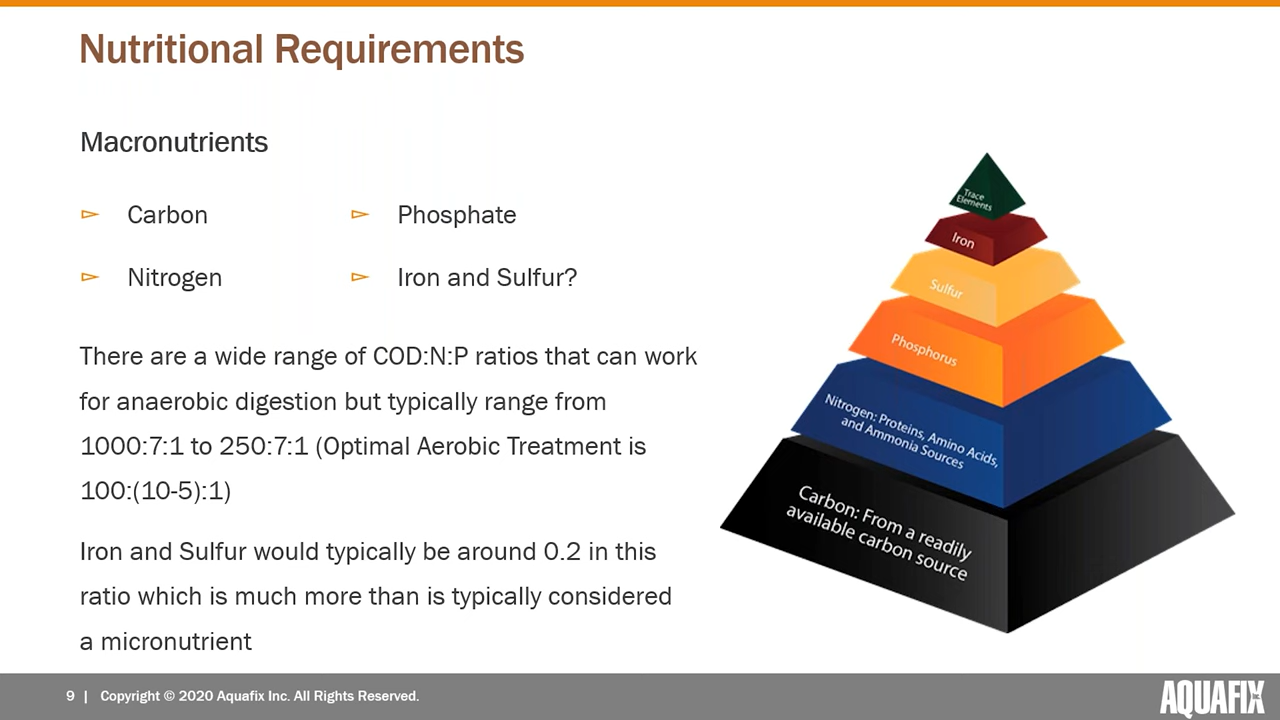 Nutritional Requirements
Macronutrients
Carbon
Phosphate
Nitrogen
Iron and Sulfur?
There are a wide range of COD:N:P ratios that can work
for anaerobic digestion but typically range from
1000:7:1 to 250:7:1 (Optimal Aerobic Treatment is
100:(10-5):1)
Iron and Sulfur would typically be around 0.2 in this
ratio which is much more than is typically considered
a micronutrient
Trace
Elements
Iron
Sulfur
Phosphorus
Nitrogen: Proteins, Amino Acids,
and Ammonia Sources
Carbon: From a readily
available carbon source
9 | Copyright © 2020 Aquafix Inc. All Rights Reserved.
AQUAFIX Inc.